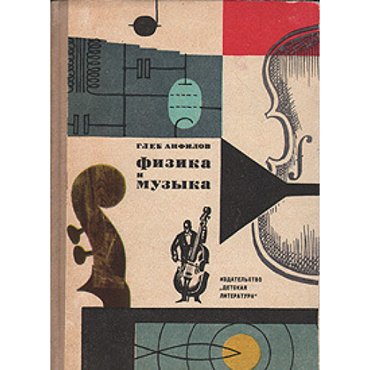 ГЛЕБ АНФИЛОВ
физика
и
музыка
ИЗДАТЕЛЬСТВО
„ДЕТСКАЯ
ЛИТЕРАТУРА"